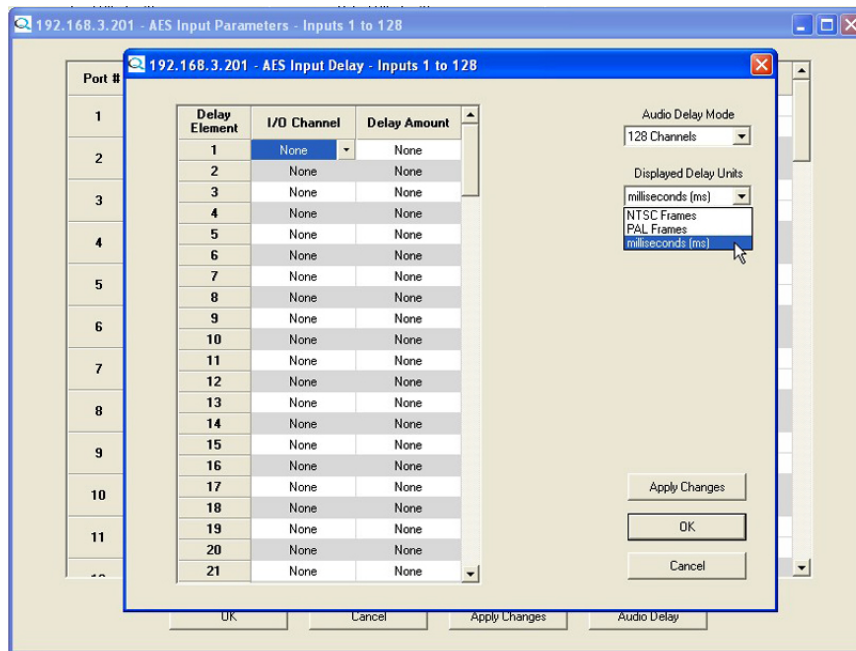 192.168.3.201 - AES Input Parameters - Inputs 1 to 128
192.168.3.201 - AES Input Delay - Inputs 1 to 128
Port #
1
2
3
4
5
6
7
8
9
10
11
Delay Element I/O Channel Delay Amount
1 None None
2 None None
3 None None
4 None None
5 None None
6 None None
7 None None
8 None None
9 None None
10 None None
11 None None
12 None None
13 None None
14 None None
15 None None
16 None None
17 None None
18 None None
19 None None
20 None None
21 None None
Audio Delay Mode
128 Channels
Displayed Delay Units
milliseconds (ms)
NTSC Frames
PAL Frames
milliseconds (ms)
Apply Changes
OK
Cancel
OK Cancel Apply Changes Audio Delay